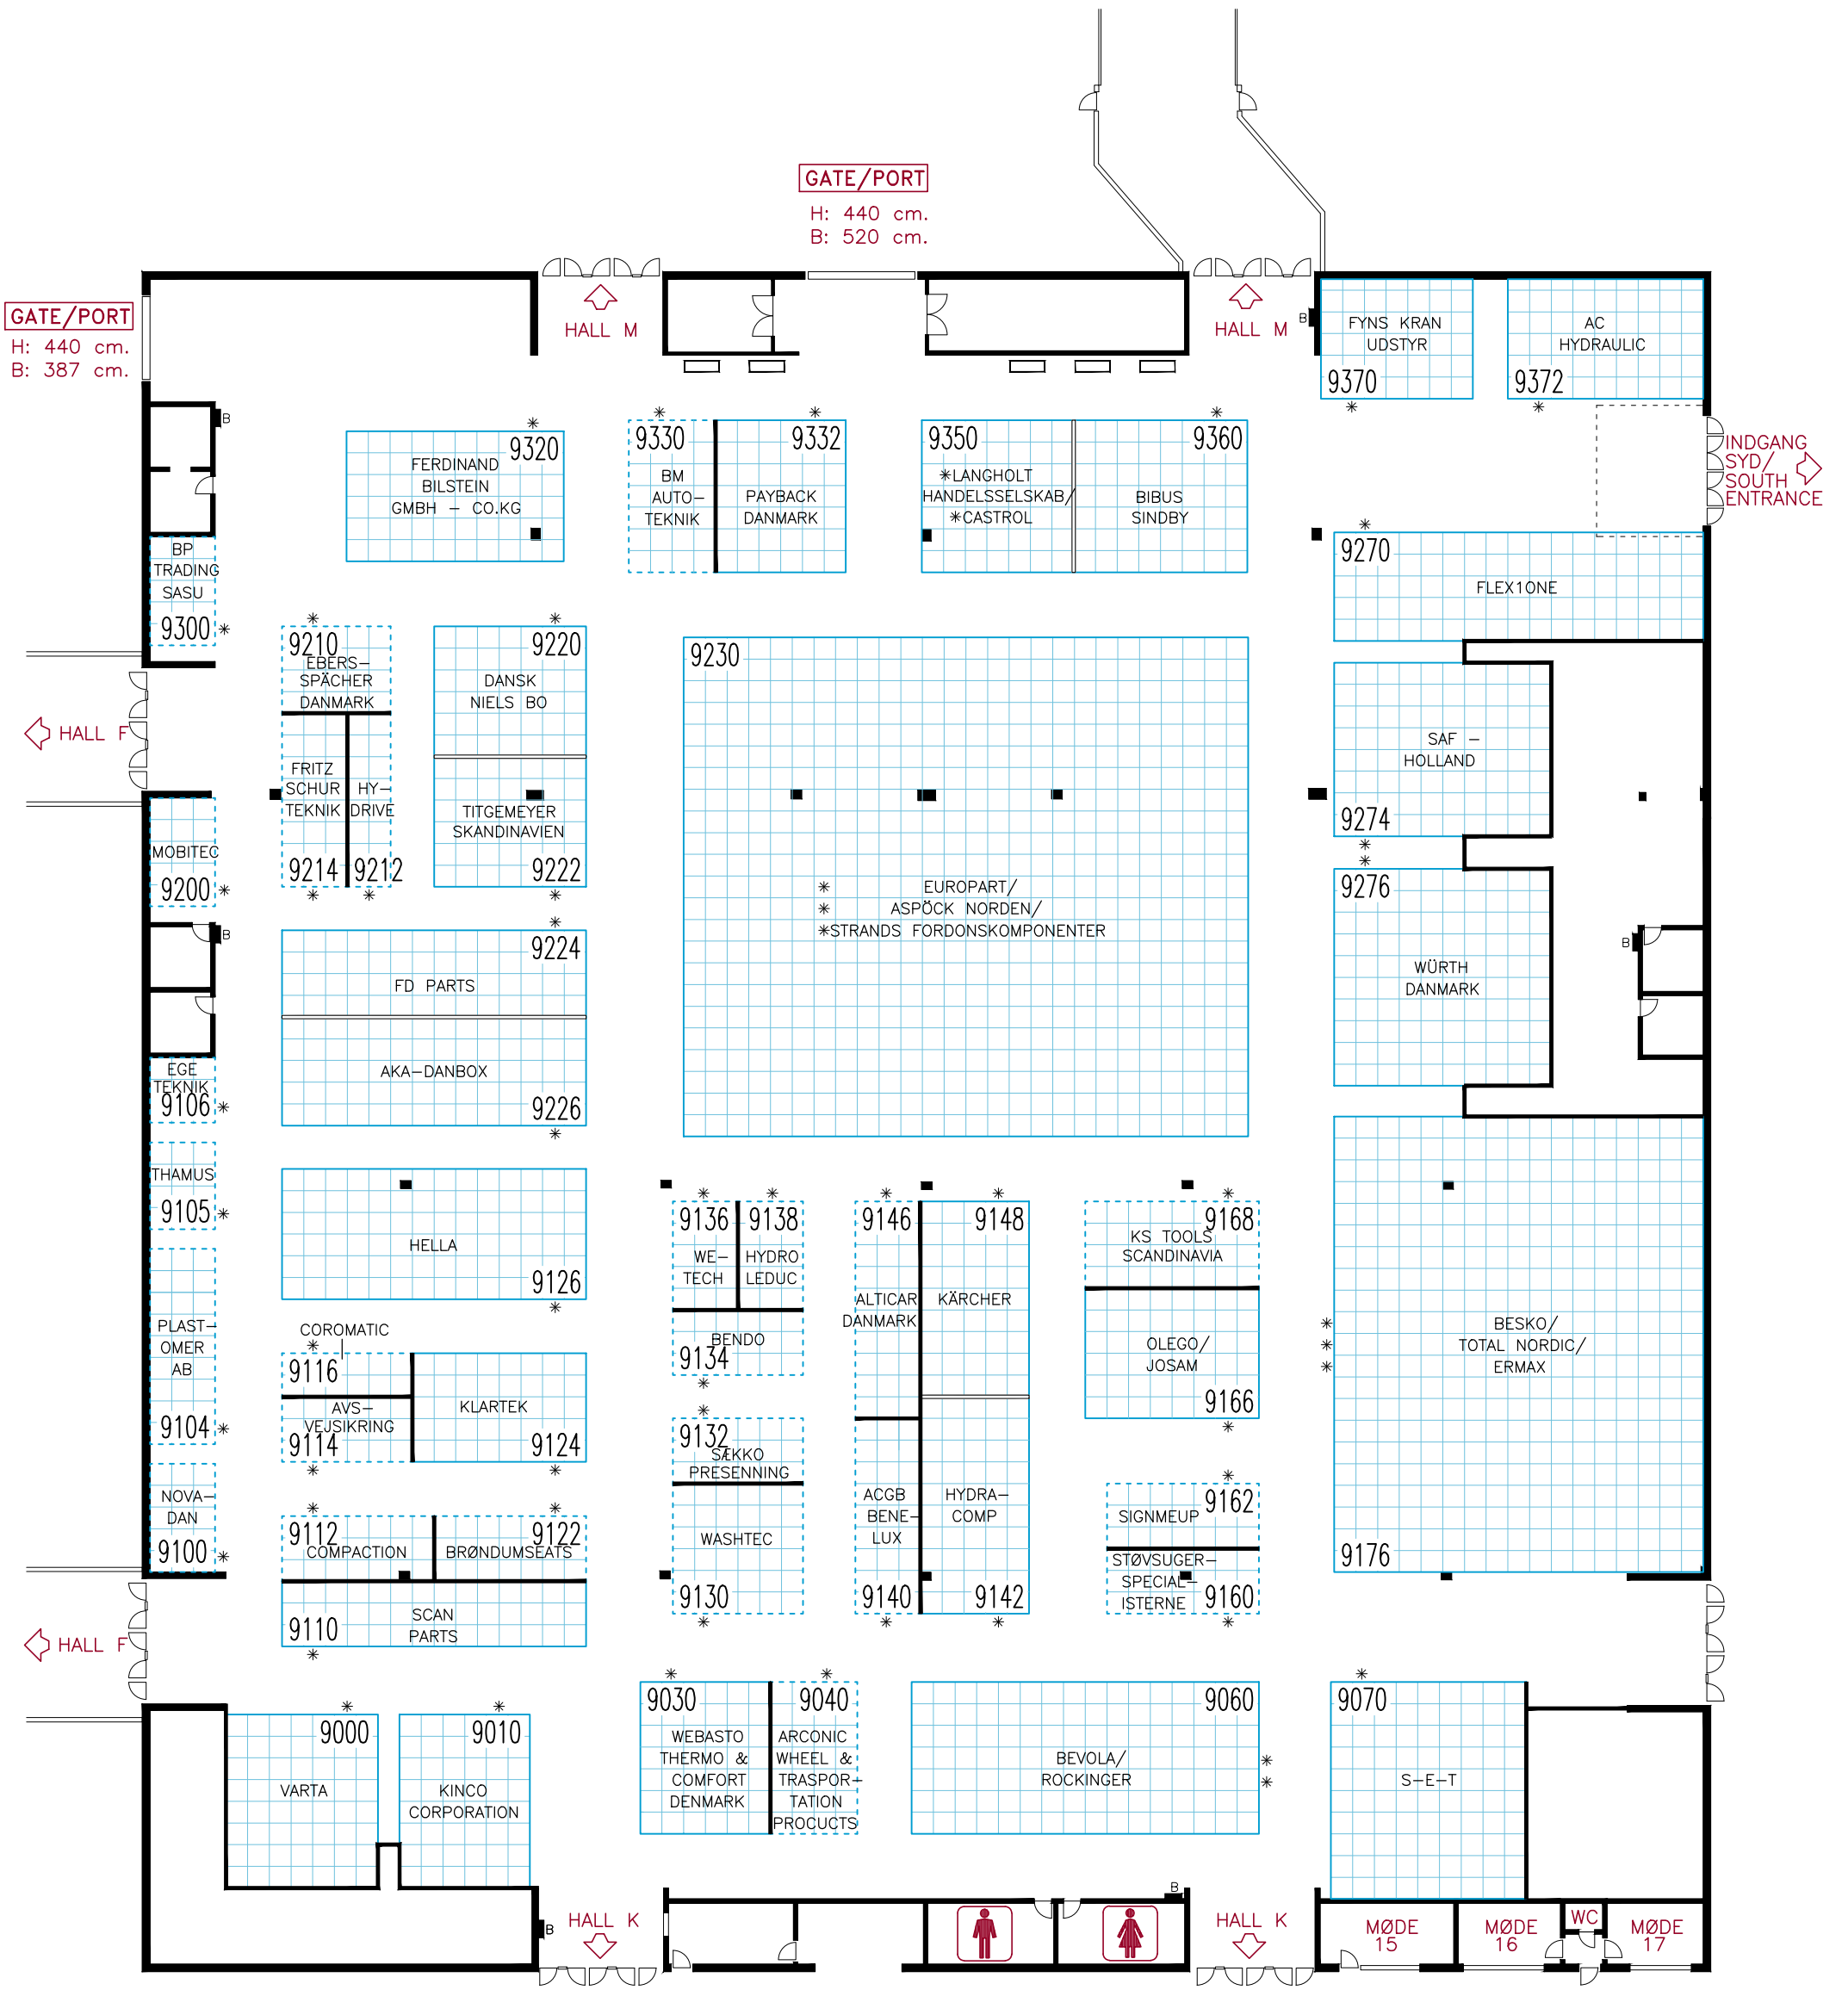 GATE/PORT
H: 440 cm.
B: 520 cm.
GATE/PORT
H: 440 cm.
B: 387 cm.
HALL M
HALL M
B
FYNS KRAN
UDSTYR
9370
*
AC
HYDRAULIC
9372
*
INDGANG
SYD/
SOUTH
ENTRANCE
B
*
9320
FERDINAND
BILSTEIN
GMBH - CO.KG
*
9330
BM
AUTO-
TEKNIK
*
9332
PAYBACK
DANMARK
9350
*LANGHOLT
HANDELSSELSKAB/
*CASTROL
*
9360
BIBUS
SINDBY
*
9270
FLEX1ONE
BP
TRADING
SASU
9300 *
*
9210
EBERS-
SPÄCHER
DANMARK
*
9220
DANSK
NIELS BO
9230
* EUROPART/
* ASPÖCK NORDEN/
*STRANDS FORDONSKOMPONENTER
HALL F
FRITZ
SCHUR
TEKNIK
9214
*
HY-
DRIVE
9212
*
TITGEMEYER
SKANDINAVIEN
9222
*
SAF -
HOLLAND
9274
*
MOBITEC
9200 *
B
*
9224
FD PARTS
AKA-DANBOX
9226
*
*
9276
WÜRTH
DANMARK
B
EGE
TEKNIK
9106 *
THAMUS
9105 *
HELLA
9126
*
*
9136
WE-
TECH
*
9138
HYDRO
LEDUC
BENDO
9134
*
*
9146
ALTICAR
DANMARK
*
9148
KÄRCHER
*
9168
KS TOOLS
SCANDINAVIA
OLEGO/
JOSAM
9166
*
* BESKO/
* TOTAL NORDIC/
* ERMAX
9176
PLAST-
OMER
AB
9104 *
COROMATIC
*
9116
AVS-
VEJSIKRING
9114
*
KLARTEK
9124
*
*
9132
SÆKKO
PRESENNING
WASHTEC
9130
*
ACGB
BENE-
LUX
9140
*
HYDRA-
COMP
9142
*
*
9162
SIGNMEUP
STØVSUGER-
SPECIAL-
ISTERNE
9160
*
NOVA-
DAN
9100 *
*
9112
COMPACTION
*
9122
BRØNDUMSEATS
SCAN
PARTS
9110
*
HALL F
*
9000
VARTA
*
9010
KINCO
CORPORATION
*
9030
WEBASTO
THERMO &
COMFORT
DENMARK
*
9040
ARCONIC
WHEEL &
TRASPOR-
TATION
PROCUCTS
9060
BEVOLA/ *
ROCKINGER *
*
9070
S-E-T
B
HALL K
B
HALL K
MØDE
15
MØDE
16
WC
MØDE
17